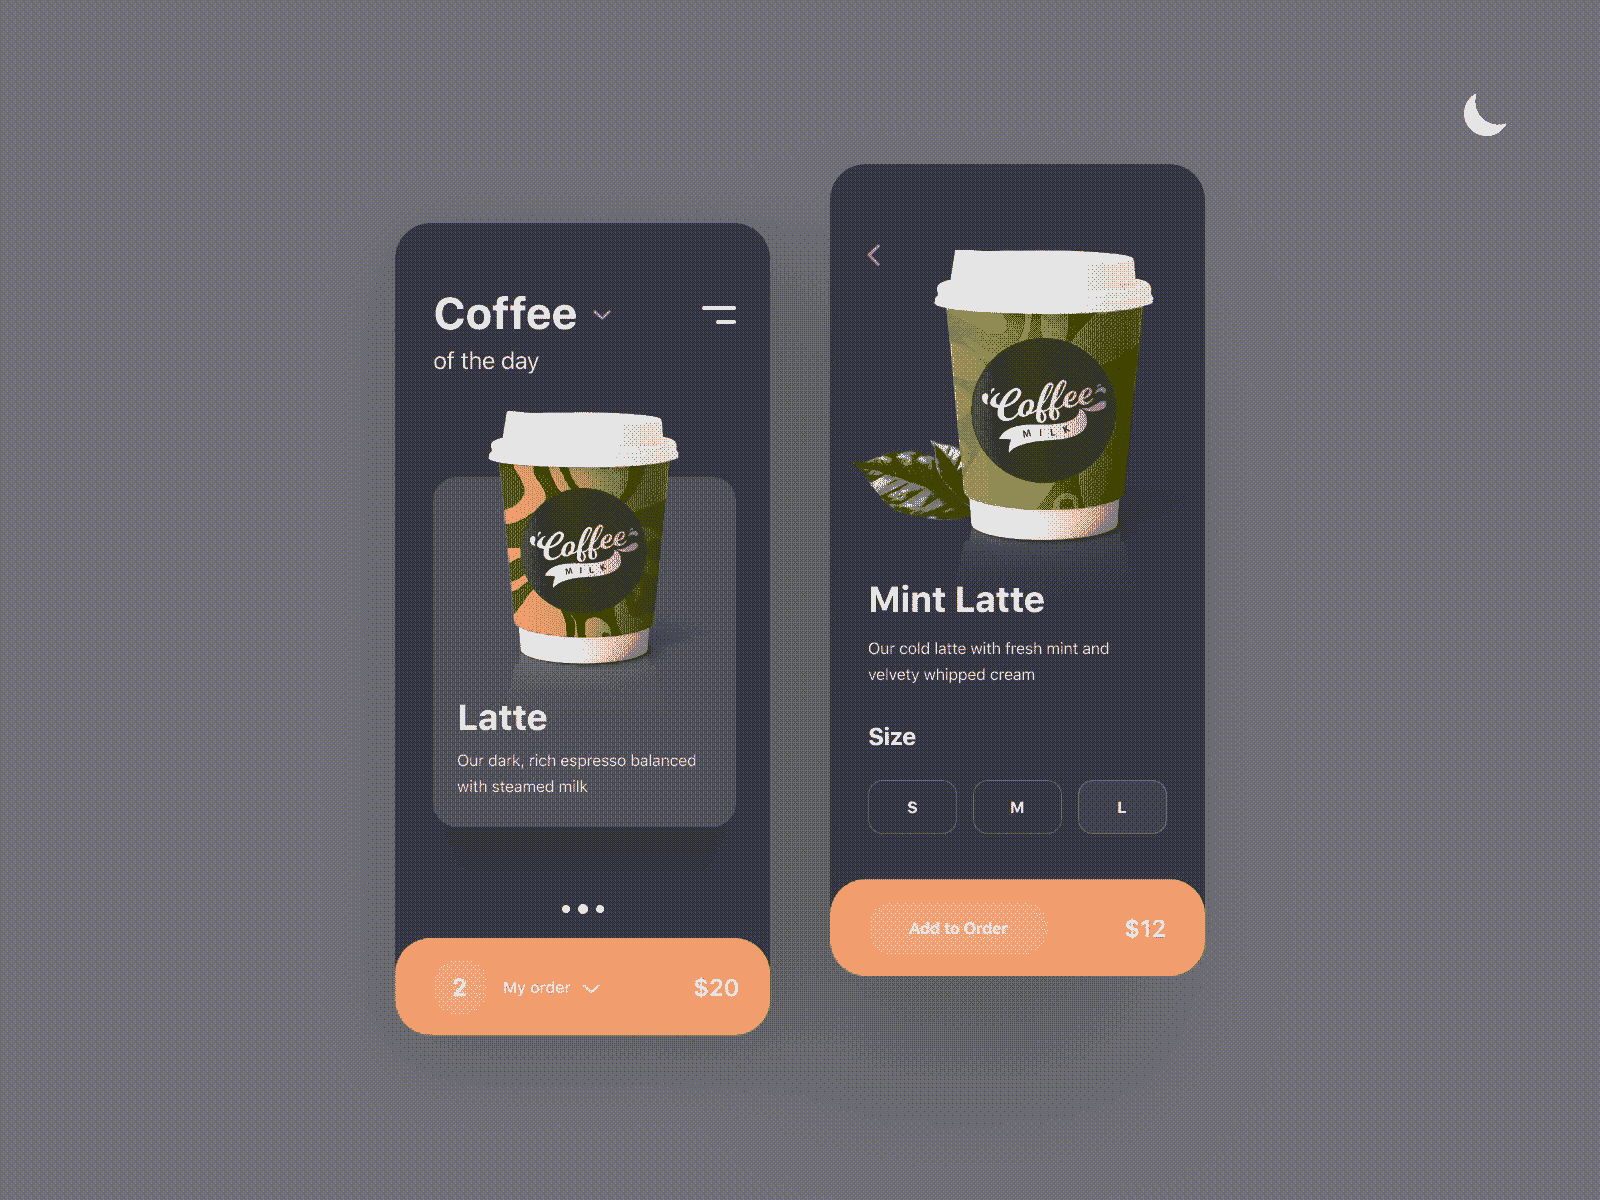 Coffee
of the day
Coffee
MILK
Latte
Our dark, rich espresso balanced
with steamed milk
2 My order $20
Coffee
MILK
Mint Latte
Our cold latte with fresh mint and
velvety whipped cream
Size
S M L
Add to Order $12